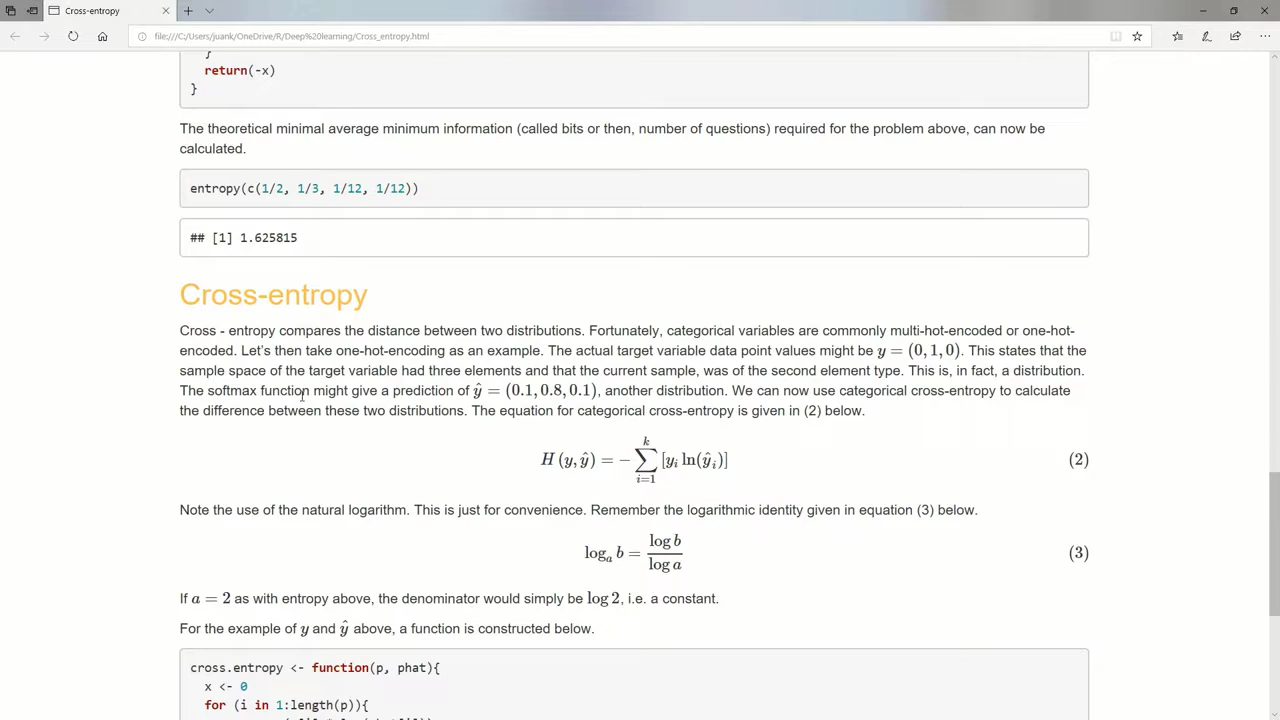 Cross-entropy
file:///C:/Users/juank/OneDrive/R/Deep%20learning/Cross_entropy.html
}
return(-x)
}
The theoretical minimal average minimum information (called bits or then, number of questions) required for the problem above, can now be
calculated.
entropy(c(1/2, 1/3, 1/12, 1/12))
## [1] 1.625815
Cross-entropy
Cross - entropy compares the distance between two distributions. Fortunately, categorical variables are commonly multi-hot-encoded or one-hot-
encoded. Let's then take one-hot-encoding as an example. The actual target variable data point values might be y = (0, 1, 0). This states that the
sample space of the target variable had three elements and that the current sample, was of the second element type. This is, in fact, a distribution.
The softmax function might give a prediction of ŷ = (0.1, 0.8, 0.1), another distribution. We can now use categorical cross-entropy to calculate
the difference between these two distributions. The equation for categorical cross-entropy is given in (2) below.
H (y, ŷ) = − ∑_{i=1}^{k} [y_i ln(ŷ_i)] (2)
Note the use of the natural logarithm. This is just for convenience. Remember the logarithmic identity given in equation (3) below.
log_a b = log b / log a (3)
If a = 2 as with entropy above, the denominator would simply be log 2, i.e. a constant.
For the example of y and ŷ above, a function is constructed below.
cross.entropy <- function(p, phat){
x <- 0
for (i in 1:length(p)){